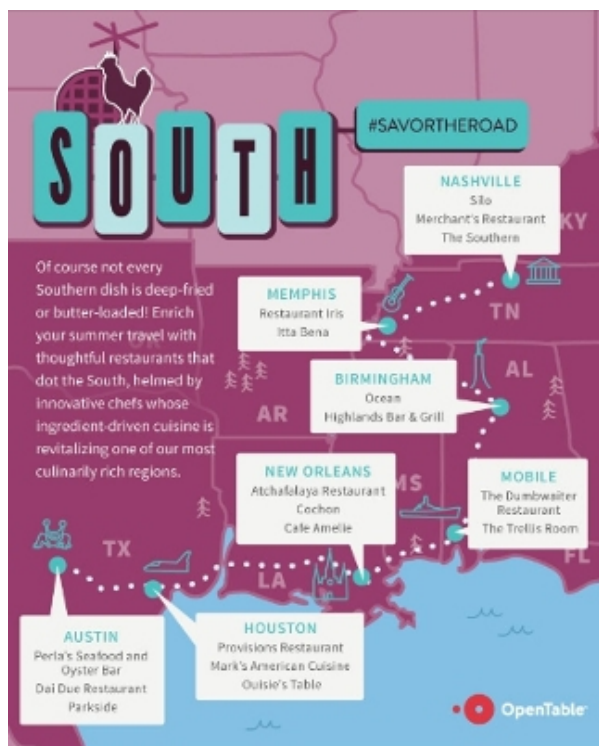 SOUTH
#SAVORTHEROAD
Of course not every
Southern dish is deep-fried
or butter-loaded! Enrich
your summer travel with
thoughtful restaurants that
dot the South, helmed by
innovative chefs whose
ingredient-driven cuisine is
revitalizing one of our most
culinarily rich regions.
NASHVILLE
Silo
Merchant's Restaurant
The Southern
KY
TN
MEMPHIS
Restaurant Iris
Itta Bena
OK
AR
BIRMINGHAM
Ocean
Highlands Bar & Grill
AL
NEW ORLEANS
Atchafalaya Restaurant
Cochon
Cafe Amelie
MS
MOBILE
The Dumbwaiter
Restaurant
The Trellis Room
FL
TX
LA
AUSTIN
Perla's Seafood and
Oyster Bar
Dai Due Restaurant
Parkside
HOUSTON
Provisions Restaurant
Mark's American Cuisine
Ouisie's Table
OpenTable